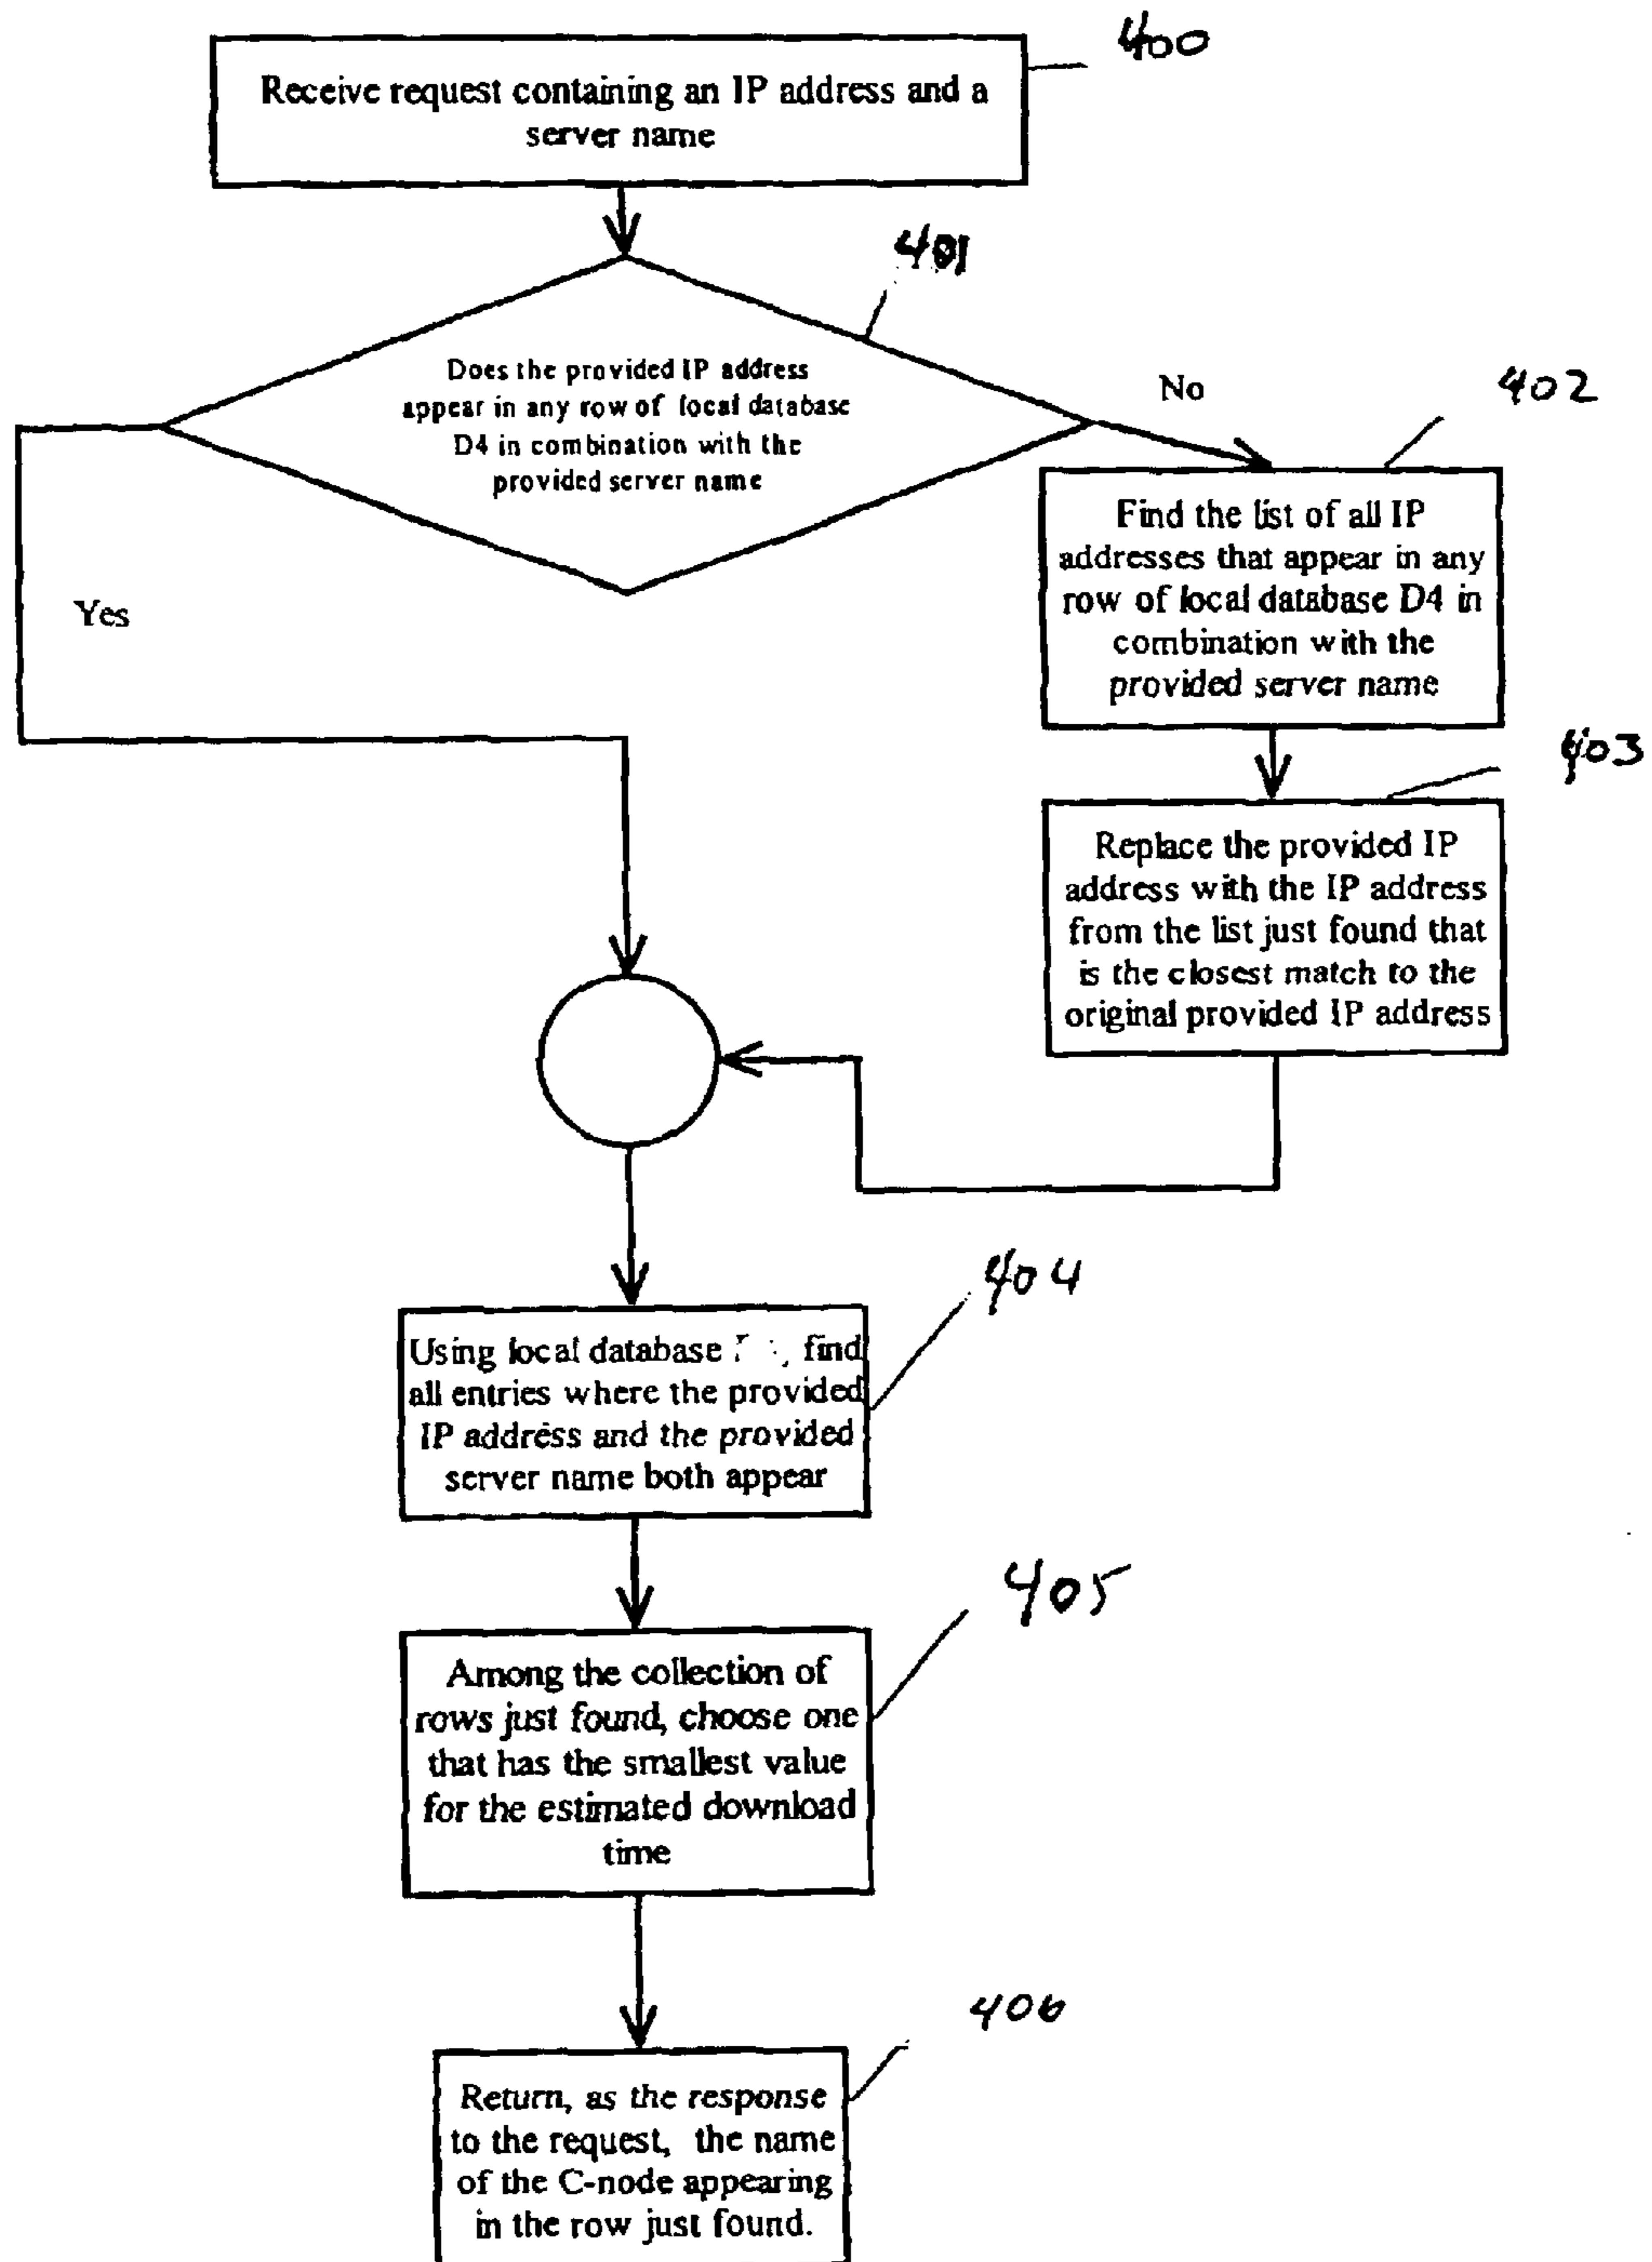 400
Receive request containing an IP address and a
server name
401
Does the provided IP address
appear in any row of local database
D4 in combination with the
provided server name
No
Yes
402
Find the list of all IP
addresses that appear in any
row of local database D4 in
combination with the
provided server name
403
Replace the provided IP
address with the IP address
from the list just found that
is the closest match to the
original provided IP address
404
Using local database , find
all entries where the provided
IP address and the provided
server name both appear
405
Among the collection of
rows just found, choose one
that has the smallest value
for the estimated download
time
406
Return, as the response
to the request, the name
of the C-node appearing
in the row just found.